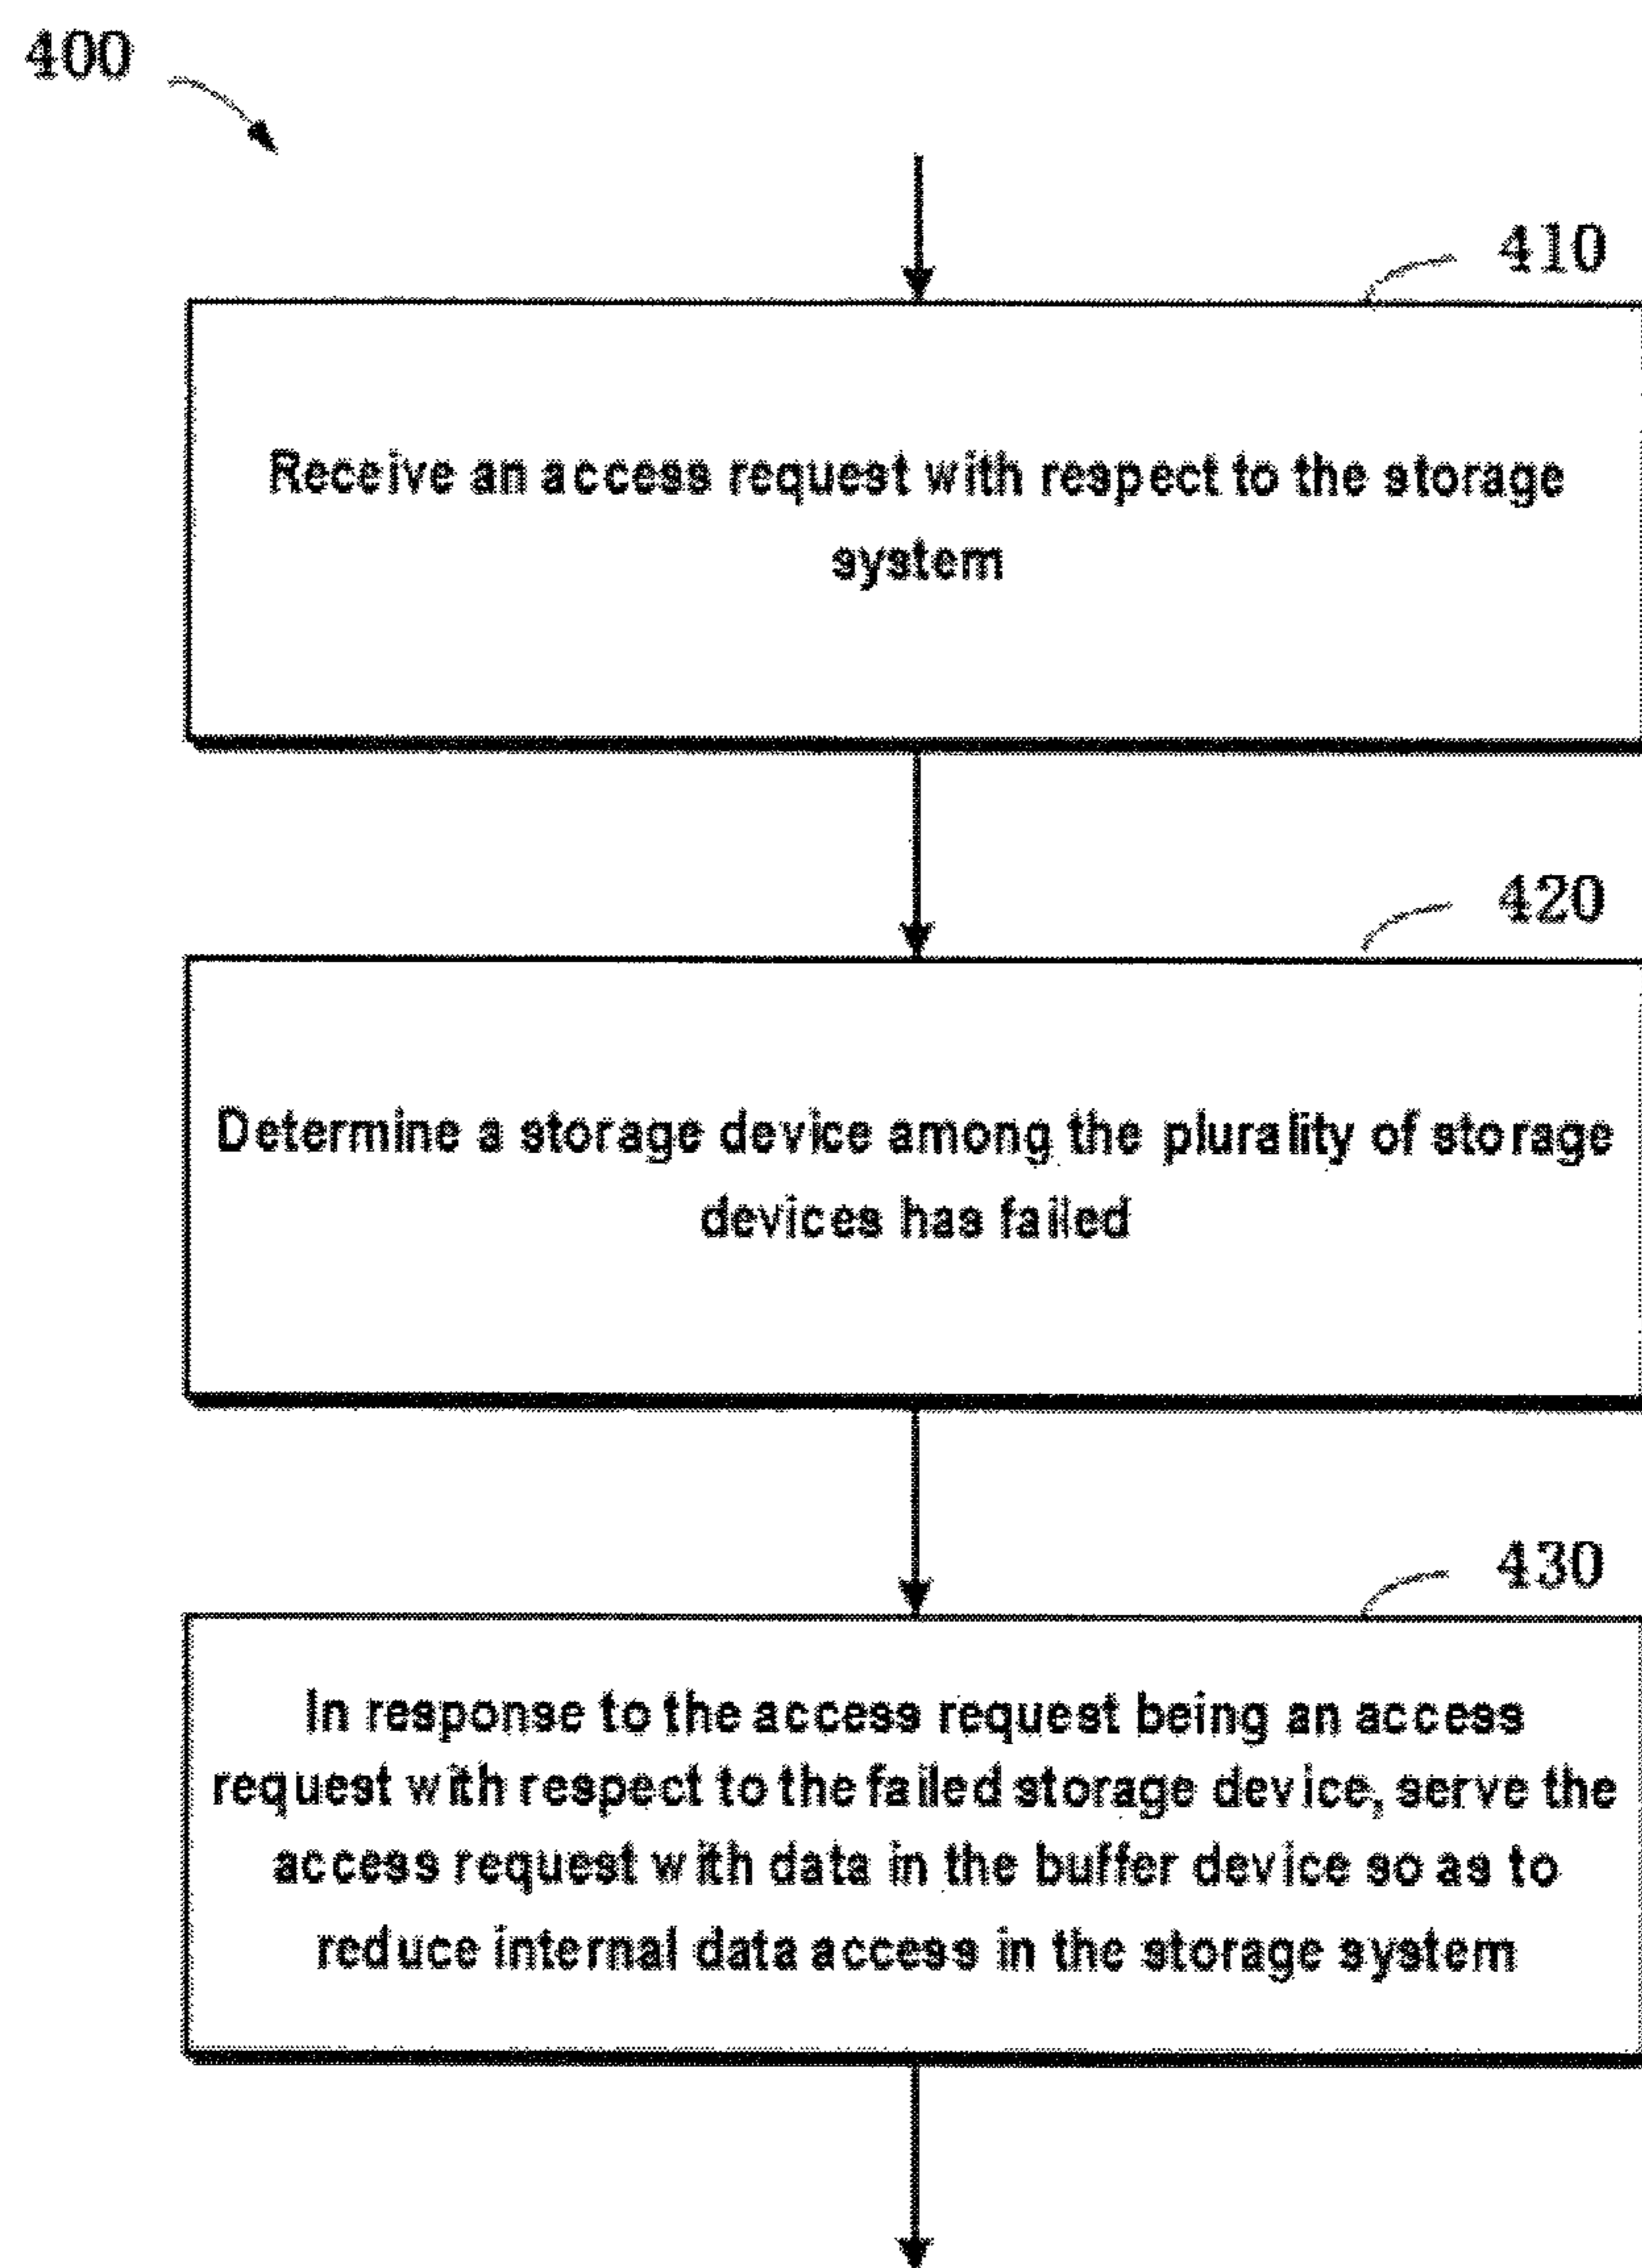 400
410
Receive an access request with respect to the storage
system
420
Determine a storage device among the plurality of storage
devices has failed
430
In response to the access request being an access
request with respect to the failed storage device, serve the
access request with data in the buffer device so as to
reduce internal data access in the storage system